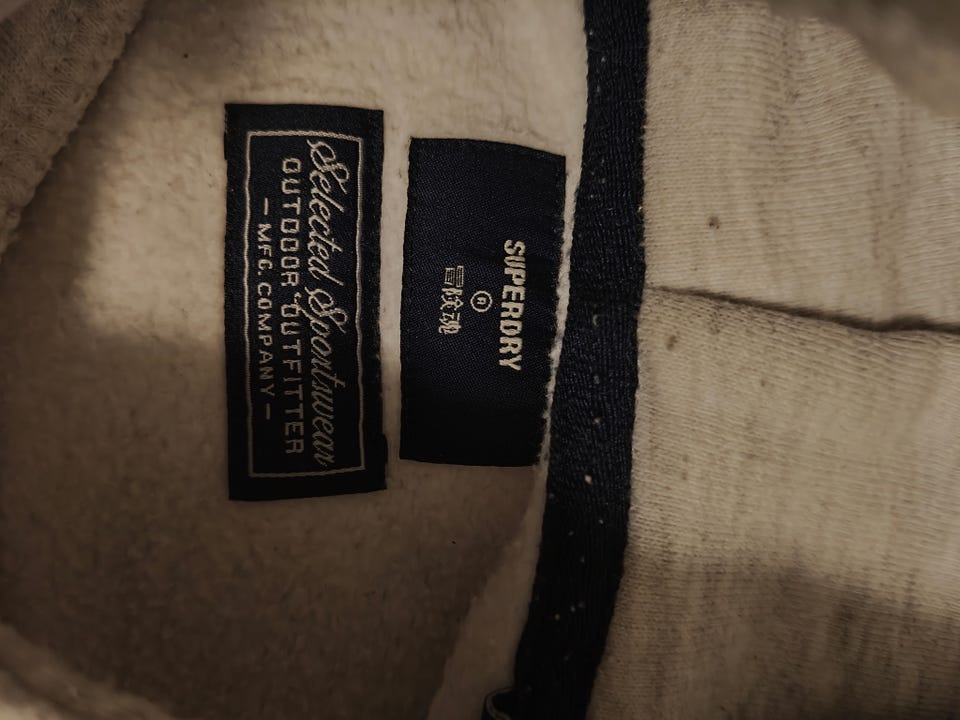 SUPERDRY
®
冒険魂
Selected Sportswear
OUTDOOR OUTFITTER
– MFG. COMPANY –